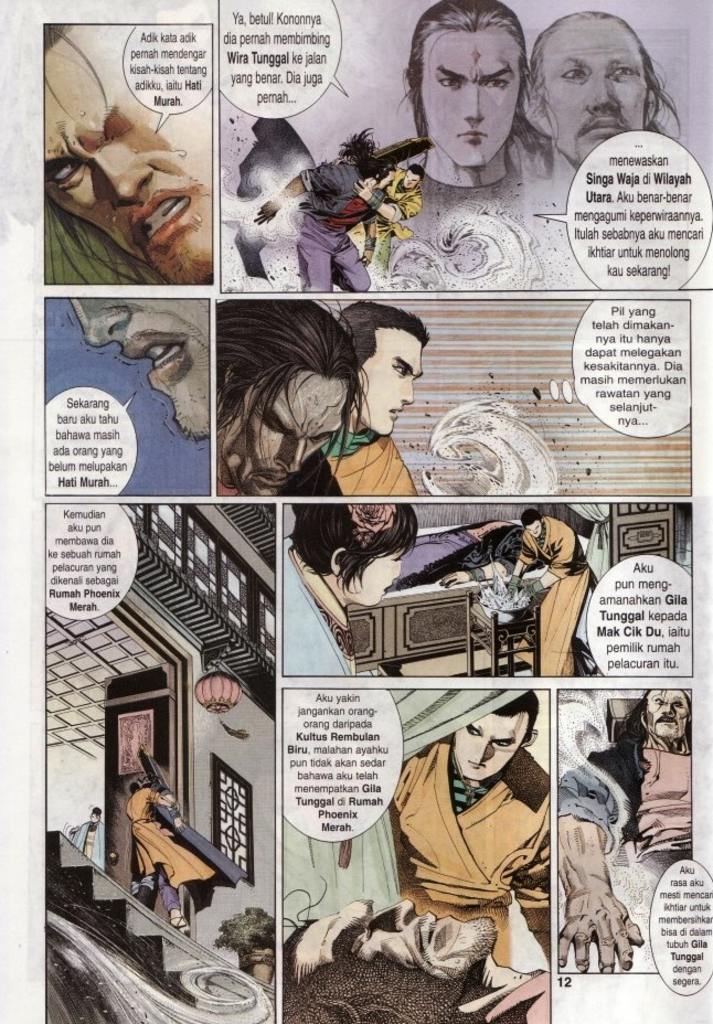 Adik kata adik
pernah mendengar
kisah-kisah tentang
adikku, iaitu Hati
Murah.
Ya, betul! Kononnya
dia pernah membimbing
Wira Tunggal ke jalan
yang benar. Dia juga
pernah...
...
menewaskan
Singa Waja di Wilayah
Utara. Aku benar-benar
mengagumi keperwiraannya.
Itulah sebabnya aku mencari
ikhtiar untuk menolong
kau sekarang!
Sekarang
baru aku tahu
bahawa masih
ada orang yang
belum melupakan
Hati Murah...
Pil yang
telah dimakan-
nya itu hanya
dapat melegakan
kesakitannya. Dia
masih memerlukan
rawatan yang
selanjut-
nya...
Kemudian
aku pun
membawa dia
ke sebuah rumah
pelacuran yang
dikenali sebagai
Rumah Phoenix
Merah.
Aku
pun meng-
amanahkan Gila
Tunggal kepada
Mak Cik Du, iaitu
pemilik rumah
pelacuran itu.
Aku yakin
jangankan orang-
orang daripada
Kultus Rembulan
Biru, malahan ayahku
pun tidak akan sedar
bahawa aku telah
menempatkan Gila
Tunggal di Rumah
Phoenix
Merah.
Aku
rasa aku
mesti mencari
ikhtiar untuk
membersihkan
bisa di dalam
tubuh Gila
Tunggal
dengan
segera.
12